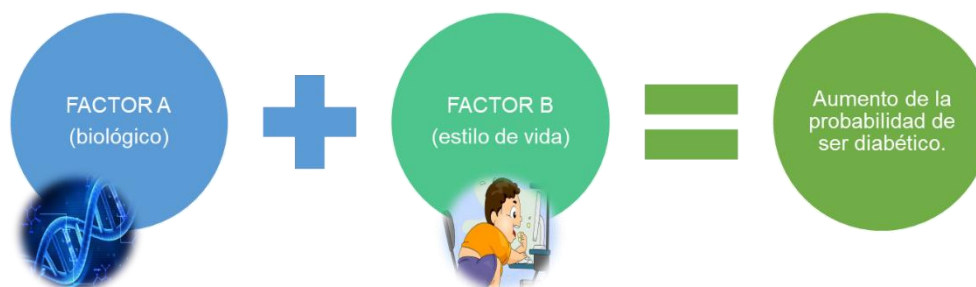 FACTOR A
(biológico)
FACTOR B
(estilo de vida)
Aumento de la
probabilidad de
ser diabético.